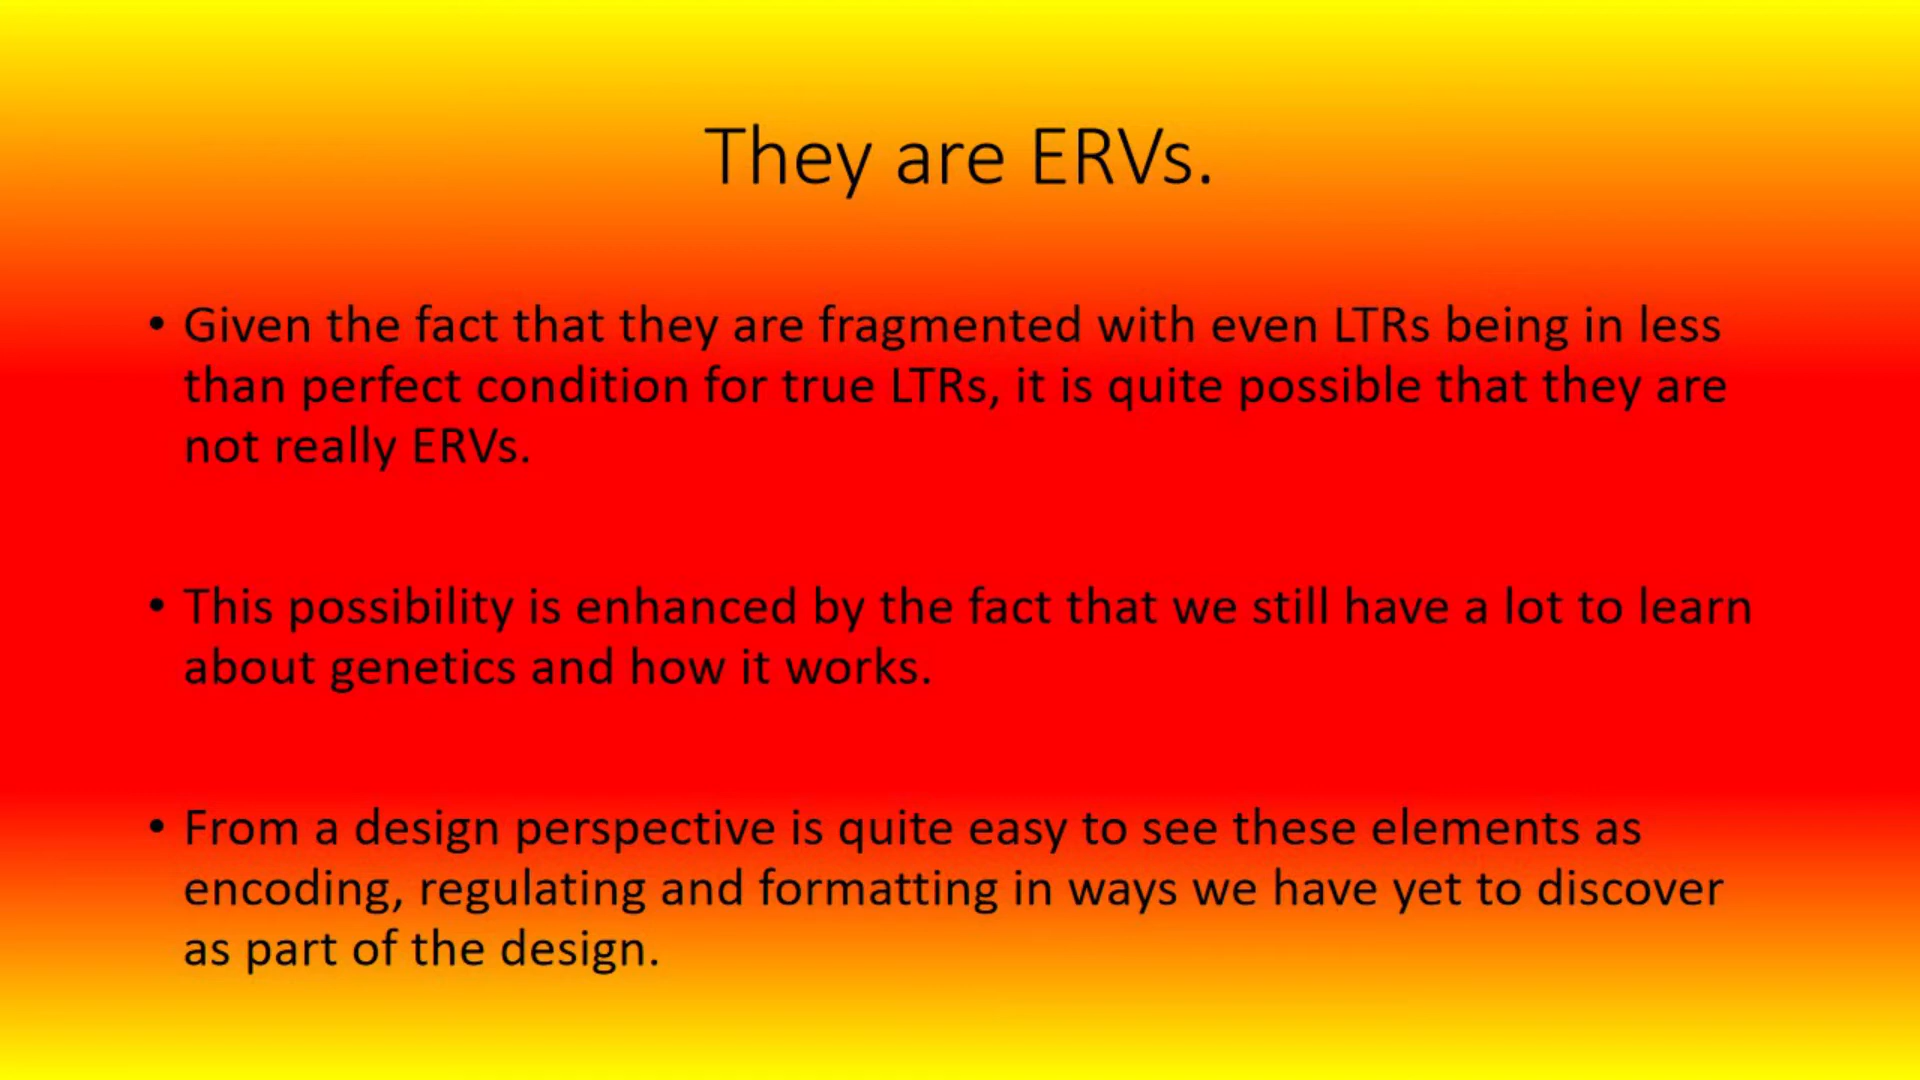 They are ERVs.
• Given the fact that they are fragmented with even LTRs being in less
than perfect condition for true LTRs, it is quite possible that they are
not really ERVs.
• This possibility is enhanced by the fact that we still have a lot to learn
about genetics and how it works.
• From a design perspective is quite easy to see these elements as
encoding, regulating and formatting in ways we have yet to discover
as part of the design.